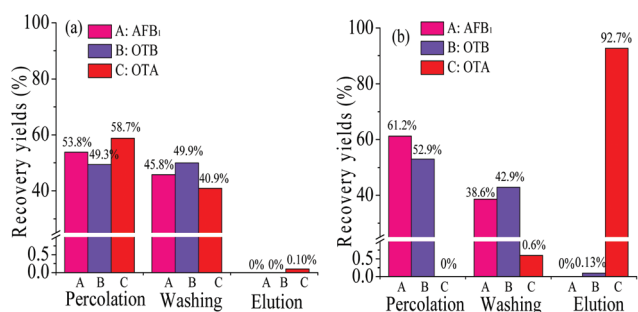 (a)
Recovery yields (%)
100
80
60
40
0.5
0.0
A: AFB₁
B: OTB
C: OTA
53.8%
49.3%
58.7%
45.8%
49.9%
40.9%
0% 0% 0.10%
A B C A B C A B C
Percolation Washing Elution
(b)
Recovery yields (%)
100
80
60
40
0.5
0.0
A: AFB₁
B: OTB
C: OTA
61.2%
52.9%
0%
38.6%
42.9%
0.6%
0% 0.13%
92.7%
A B C A B C A B C
Percolation Washing Elution